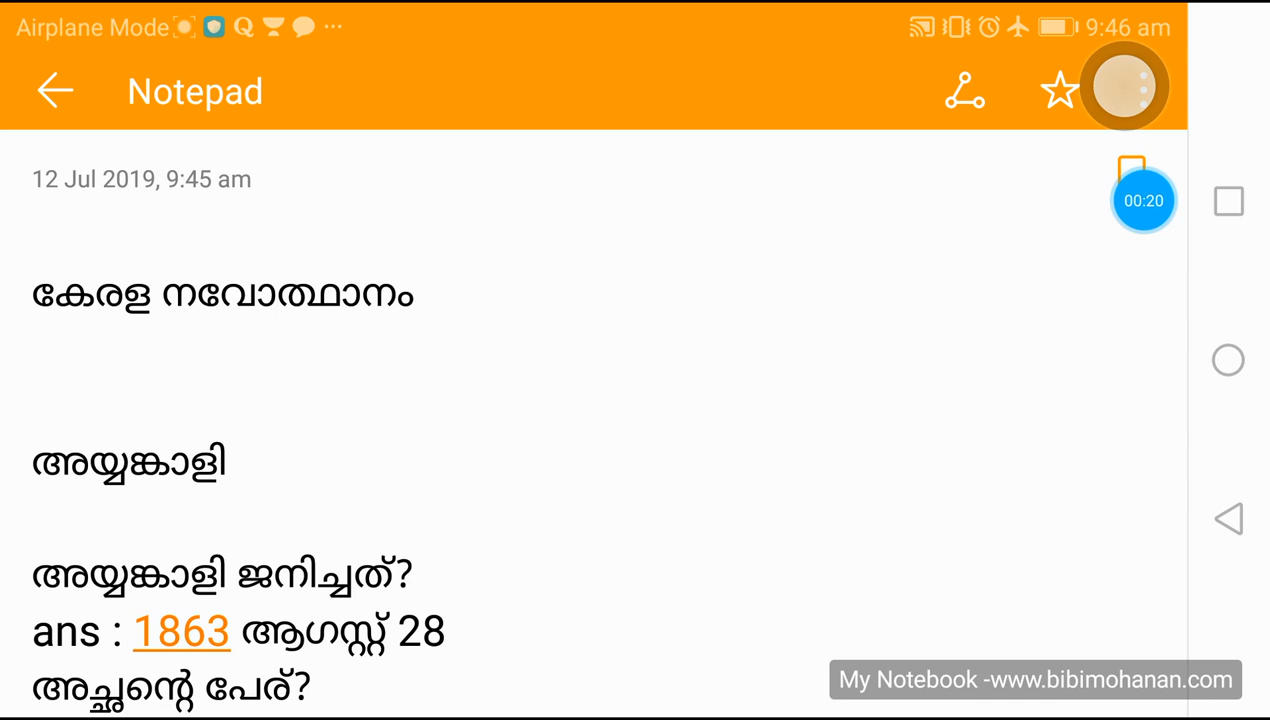 Airplane Mode
9:46 am
Notepad
12 Jul 2019, 9:45 am
00:20
കേരള നവോത്ഥാനം
അയ്യങ്കാളി
അയ്യങ്കാളി ജനിച്ചത്?
ans : 1863 ആഗസ്റ്റ് 28
അച്ഛന്റെ പേര്?
My Notebook -www.bibimohanan.com